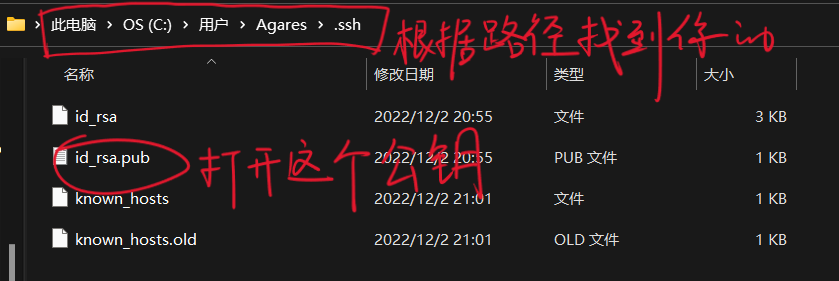 此电脑 > OS (C:) > 用户 > Agares > .ssh
根据路径找到你
名称 修改日期 类型 大小
id_rsa 2022/12/2 20:55 文件 3 KB
id_rsa.pub 2022/12/2 20:55 PUB 文件 1 KB
打开这个公钥
known_hosts 2022/12/2 21:01 文件 1 KB
known_hosts.old 2022/12/2 21:01 OLD 文件 1 KB